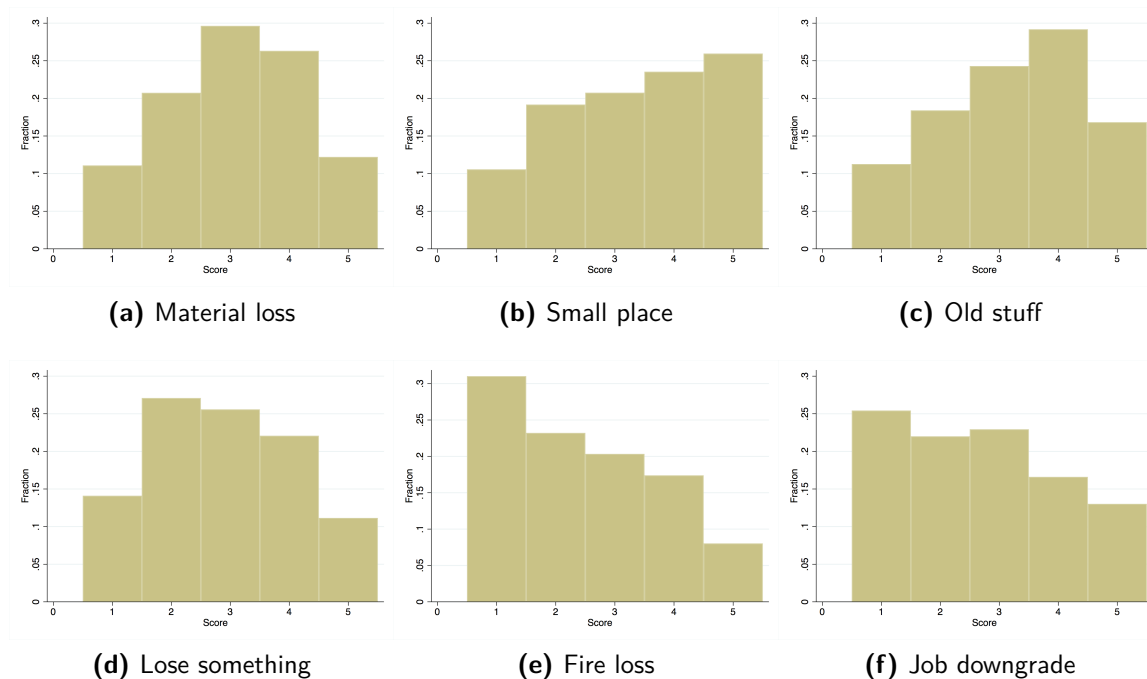 Fraction
0 .05 .1 .15 .2 .25 .3
0 1 2 3 4 5
Score
(a) Material loss
Fraction
0 .05 .1 .15 .2 .25 .3
0 1 2 3 4 5
Score
(b) Small place
Fraction
0 .05 .1 .15 .2 .25 .3
0 1 2 3 4 5
Score
(c) Old stuff
Fraction
0 .05 .1 .15 .2 .25 .3
0 1 2 3 4 5
Score
(d) Lose something
Fraction
0 .05 .1 .15 .2 .25 .3
0 1 2 3 4 5
Score
(e) Fire loss
Fraction
0 .05 .1 .15 .2 .25 .3
0 1 2 3 4 5
Score
(f) Job downgrade